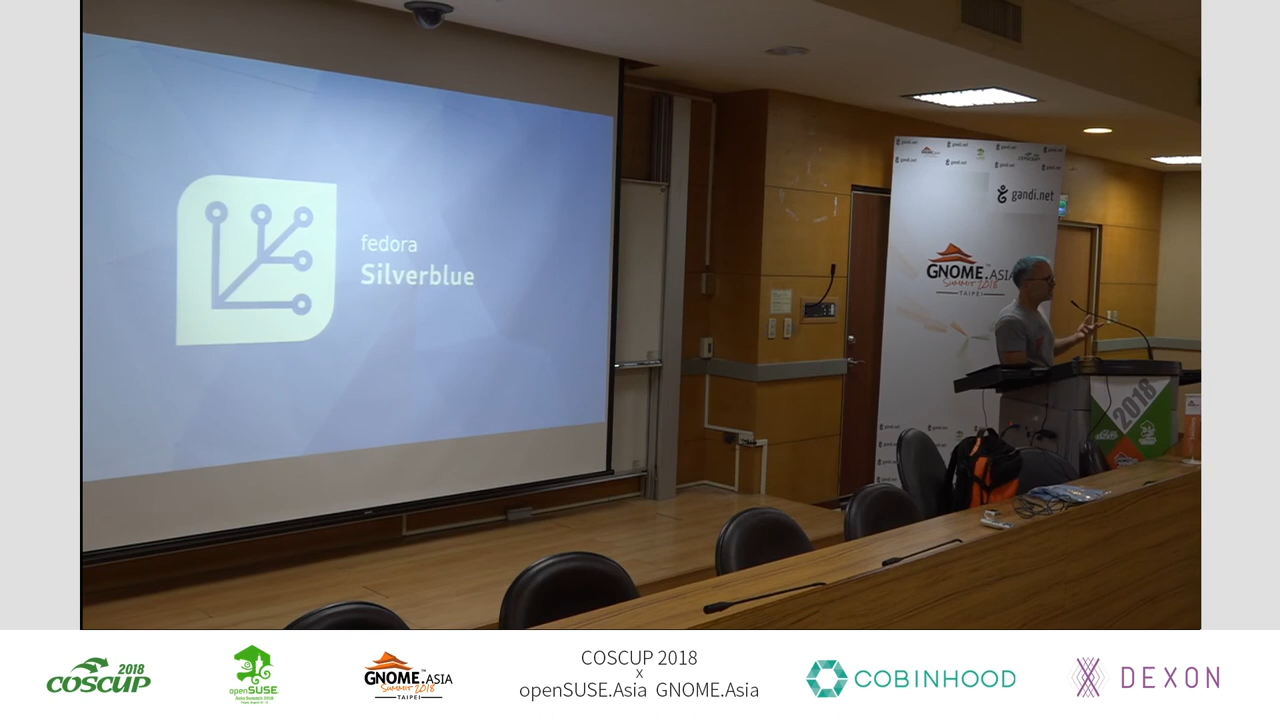 fedora
Silverblue
gandi.net
GNOME.ASIA
Summit 2018
TAIPEI
2018
2018
COSCUP
openSUSE
GNOME.ASIA
Summit 2018
TAIPEI
COSCUP 2018
x
openSUSE.Asia GNOME.Asia
COBINHOOD
DEXON